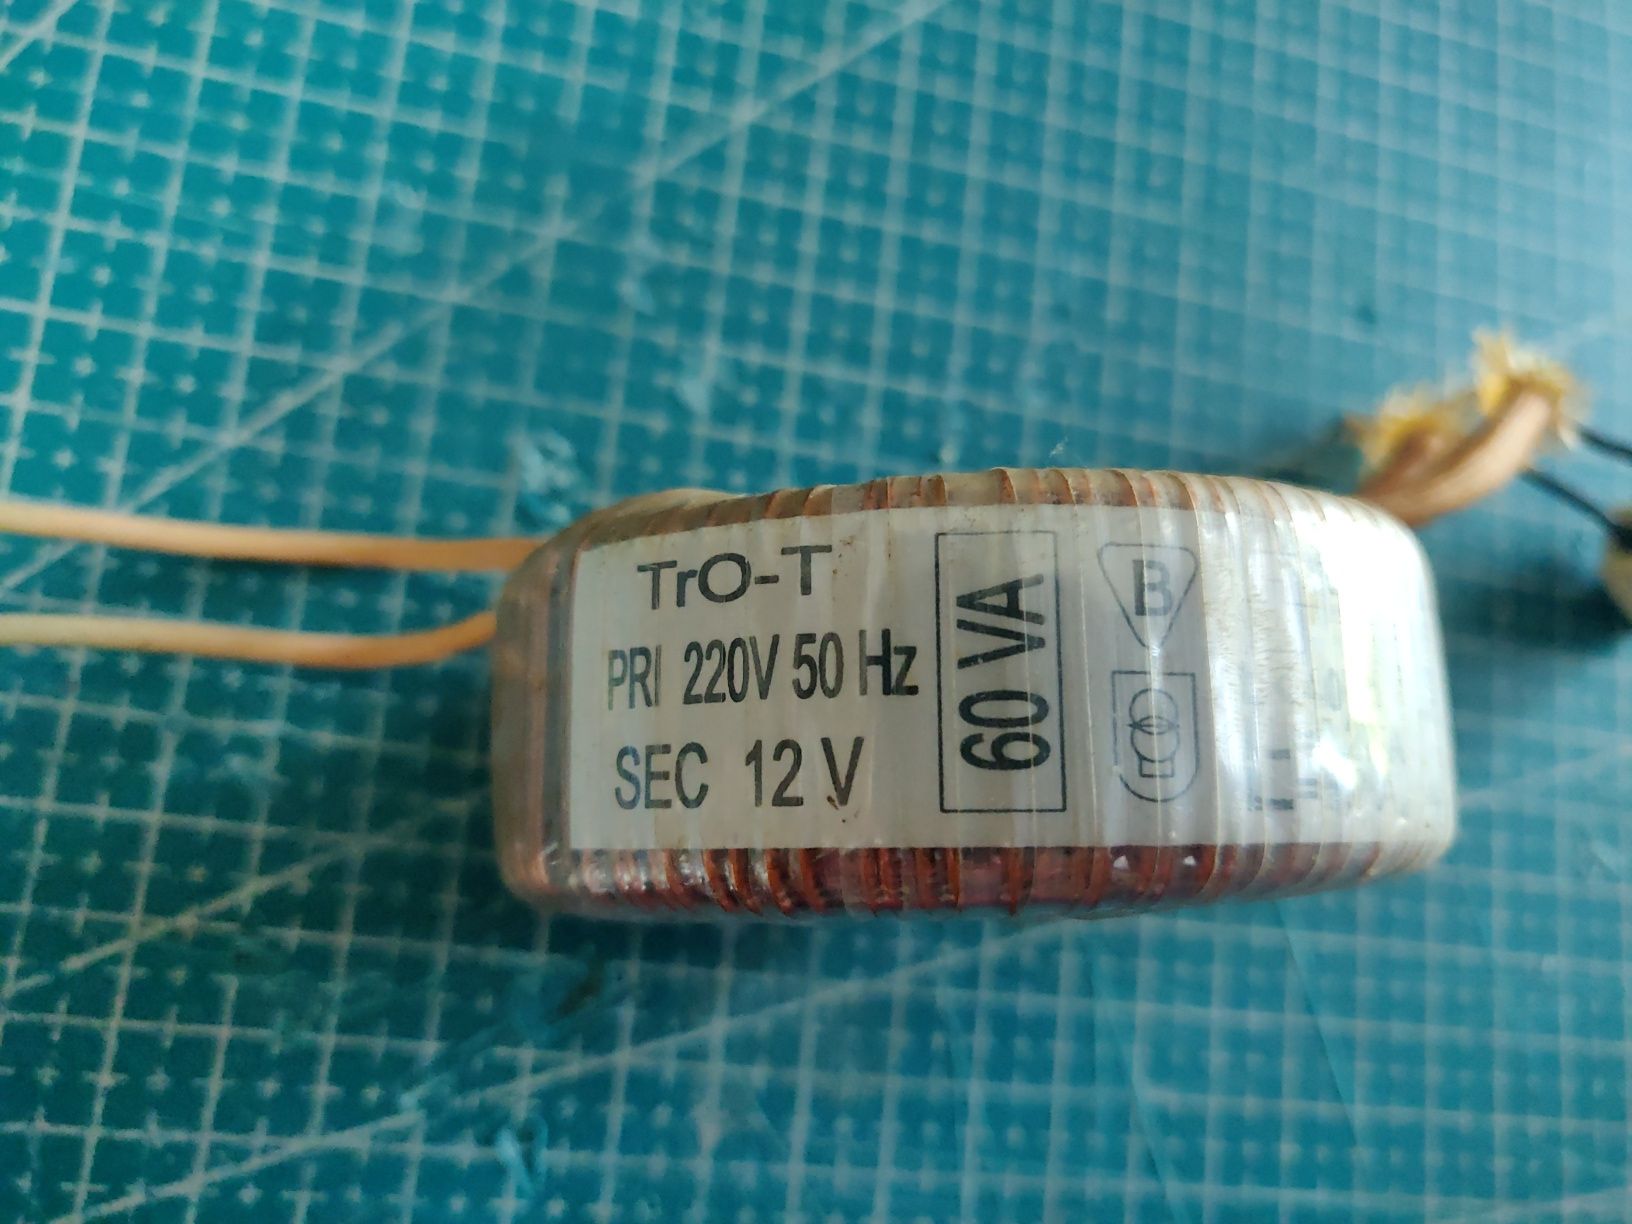 TrO-T
PRI 220V 50 Hz
SEC 12 V
60 VA
B